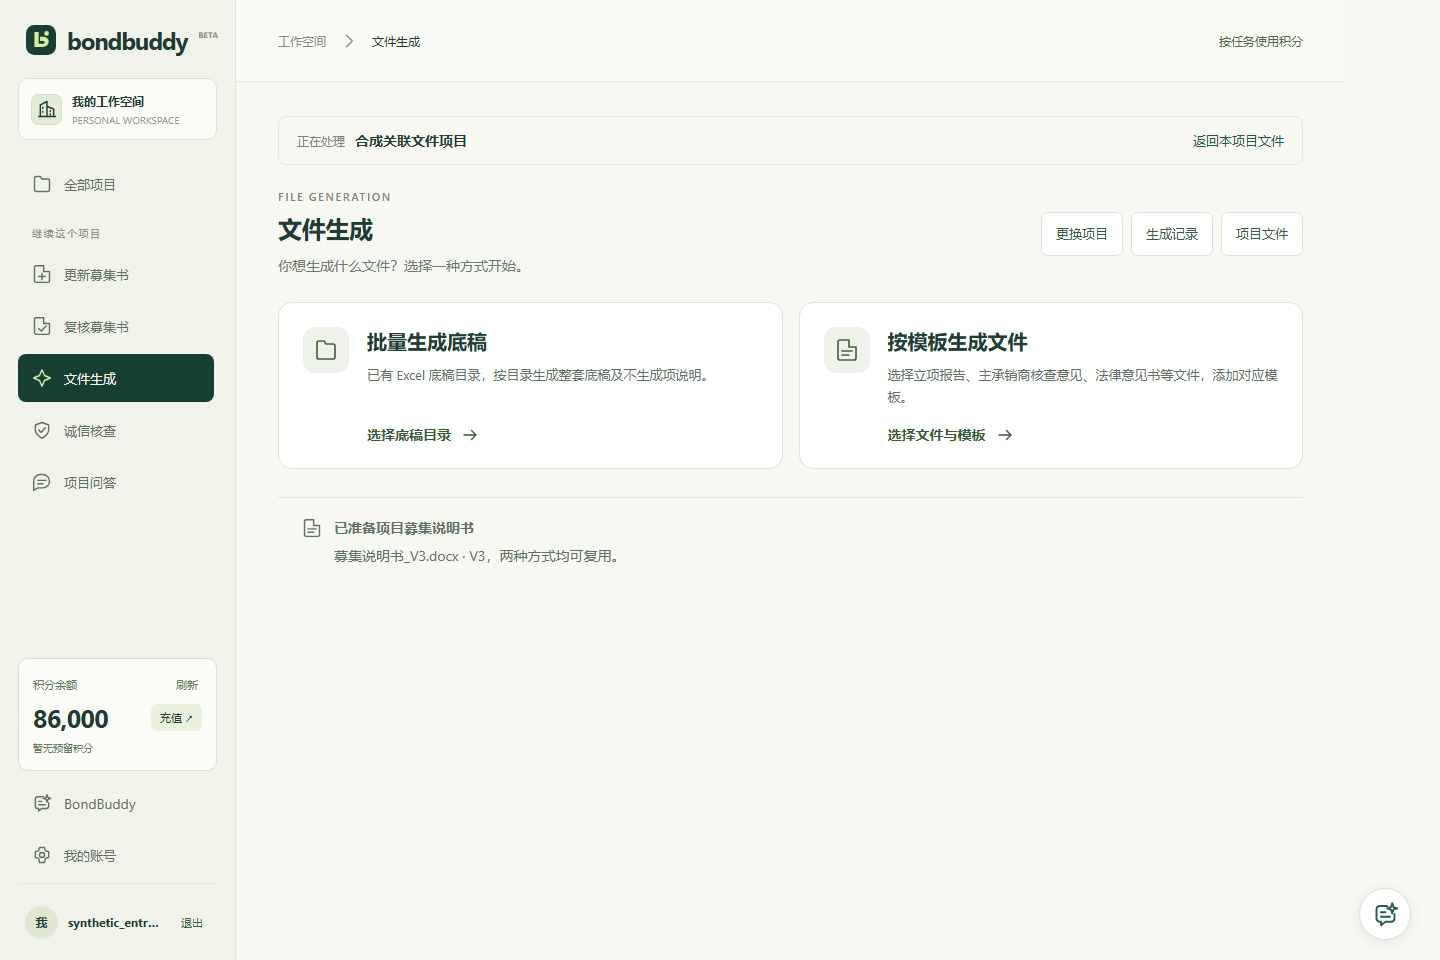 bondbuddy BETA
我的工作空间
PERSONAL WORKSPACE
全部项目
继续这个项目
更新募集书
复核募集书
文件生成
诚信核查
项目问答
积分余额 刷新
86,000 充值 ↗
暂无预留积分
BondBuddy
我的账号
我 synthetic_entr... 退出
工作空间 > 文件生成 按任务使用积分
正在处理 合成关联文件项目 返回本项目文件
FILE GENERATION
文件生成
你想生成什么文件？选择一种方式开始。
更换项目 生成记录 项目文件
批量生成底稿
已有 Excel 底稿目录，按目录生成整套底稿及不生成项说明。
选择底稿目录 →
按模板生成文件
选择立项报告、主承销商核查意见、法律意见书等文件，添加对应模
板。
选择文件与模板 →
已准备项目募集说明书
募集说明书_V3.docx · V3，两种方式均可复用。